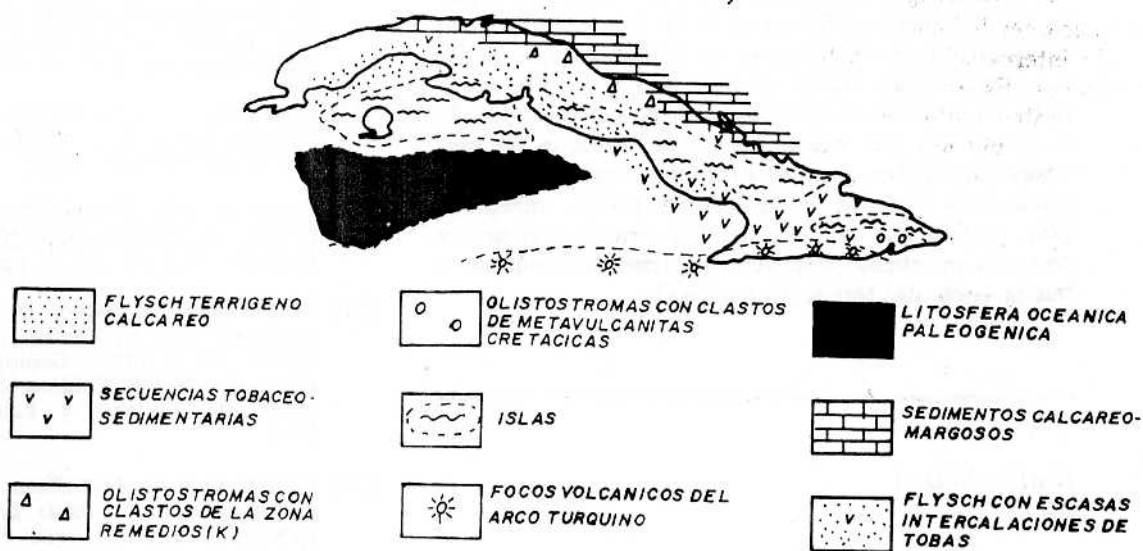 FLYSCH TERRIGENO
CALCAREO
OLISTOSTROMAS CON CLASTOS
DE METAVULCANITAS
CRETACICAS
LITOSFERA OCEANICA
PALEOGENICA
SECUENCIAS TOBACEO-
SEDIMENTARIAS
ISLAS
SEDIMENTOS CALCAREO-
MARGOSOS
OLISTOSTROMAS CON
CLASTOS DE LA ZONA
REMEDIOS (K)
FOCOS VOLCANICOS DEL
ARCO TURQUINO
FLYSCH CON ESCASAS
INTERCALACIONES DE
TOBAS